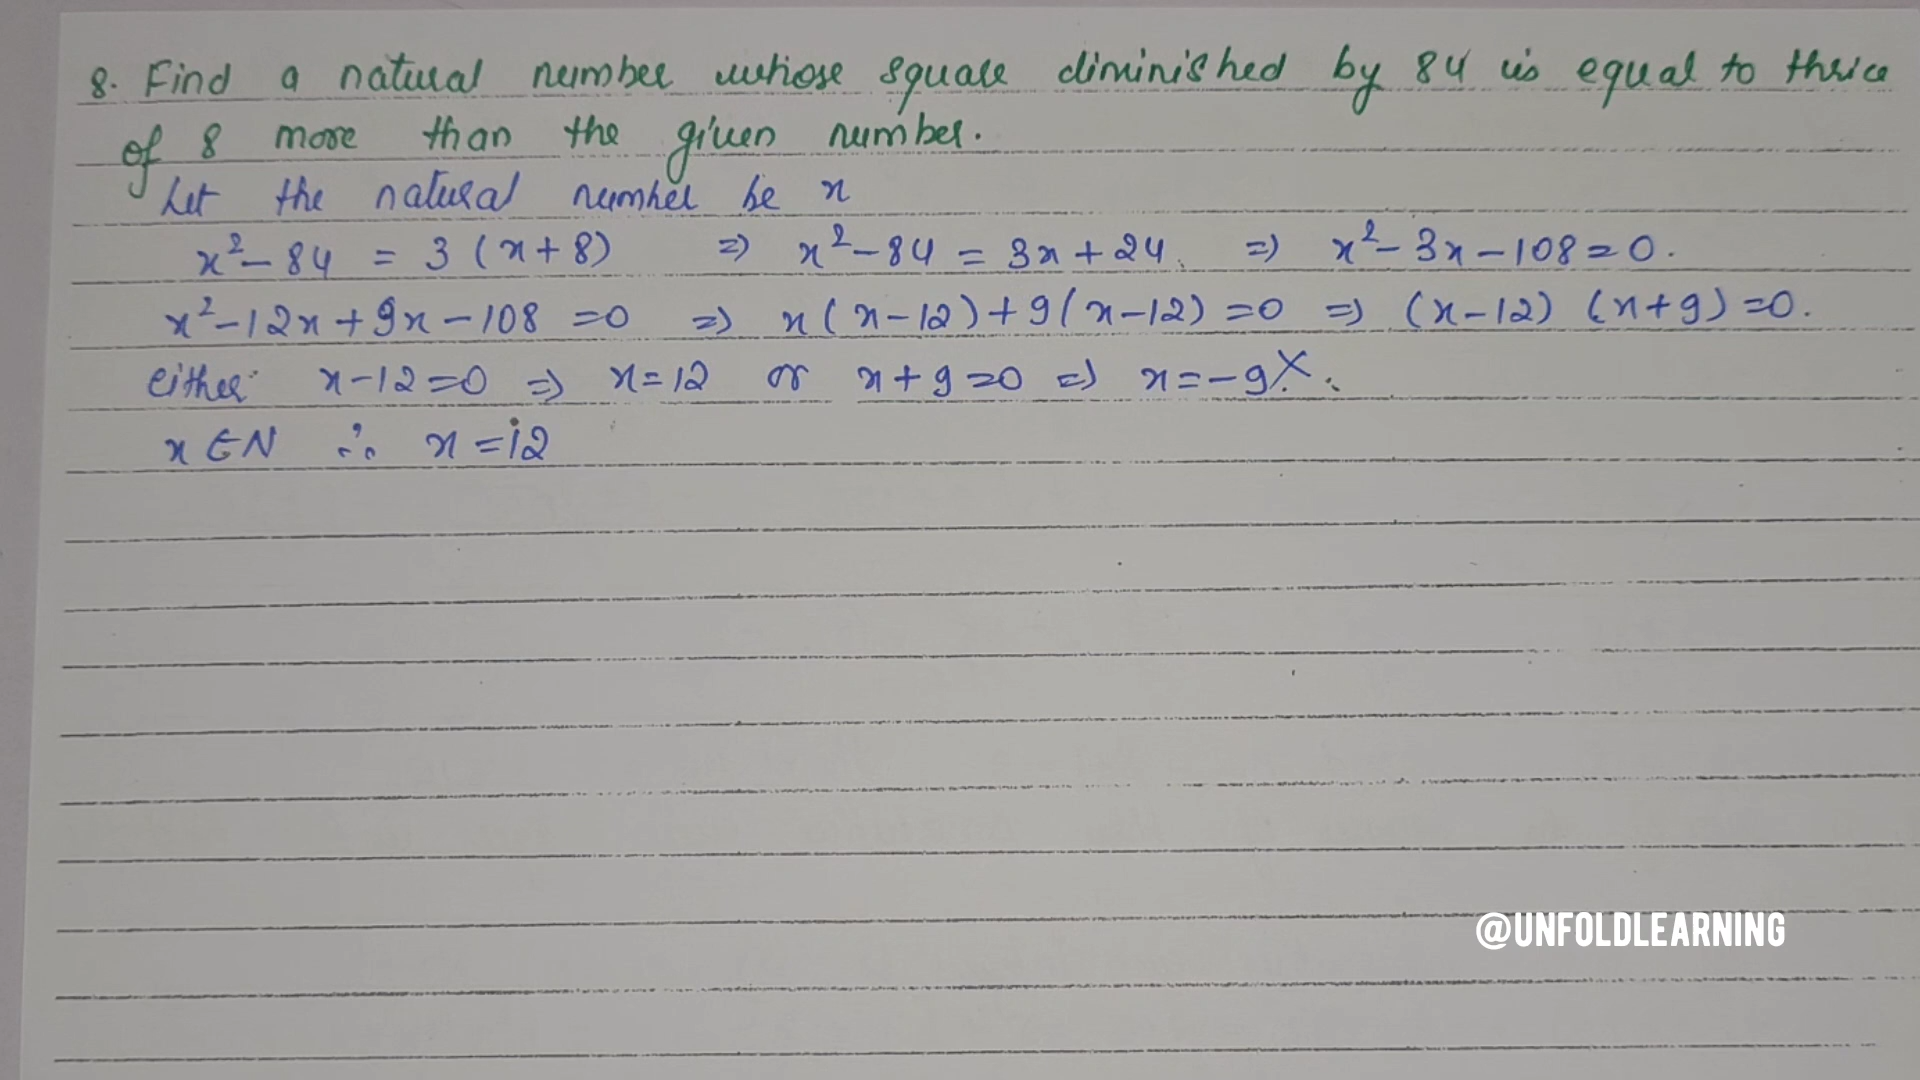 8. Find a natural number whose square diminished by 84 is equal to thrice
of 8 more than the given number.
Let the natural number be x
x² - 84 = 3 (x + 8) => x² - 84 = 3x + 24 => x² - 3x - 108 = 0.
x² - 12x + 9x - 108 = 0 => x (x - 12) + 9 (x - 12) = 0 => (x - 12) (x + 9) = 0.
either x - 12 = 0 => x = 12 or x + 9 = 0 => x = -9 X.
x ∈ N ∴ x = 12
@UNFOLDLEARNING